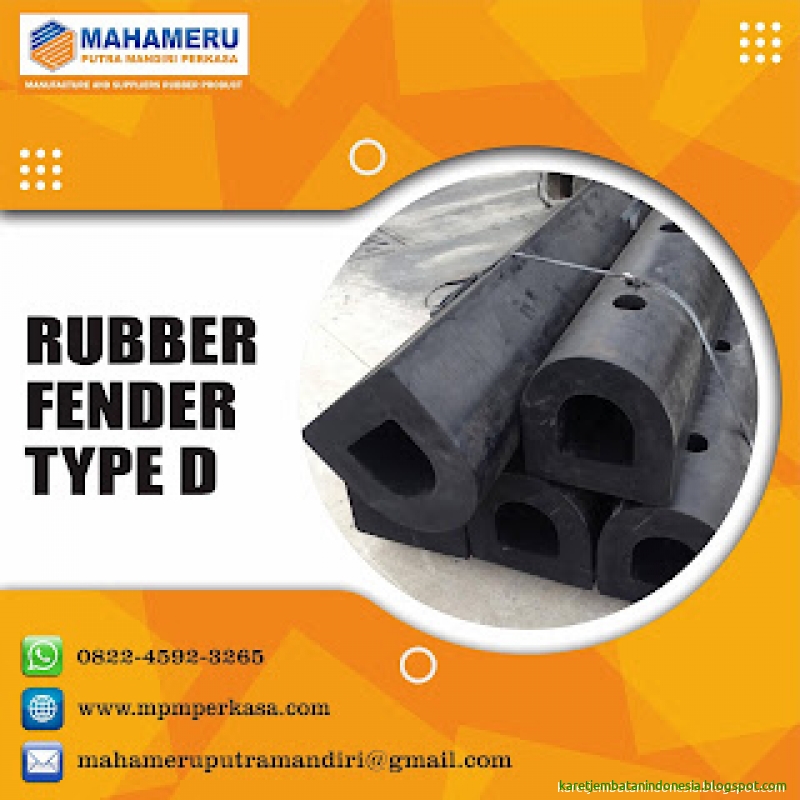 MAHAMERU
PUTRA MANDIRI PERKASA
MANUFACTURE AND SUPPLIERS RUBBER PRODUCT
RUBBER
FENDER
TYPE D
0822-4592-3265
www.mpmperkasa.com
mahameruputramandiri@gmail.com
karetjembatanindonesia.blogspot.com